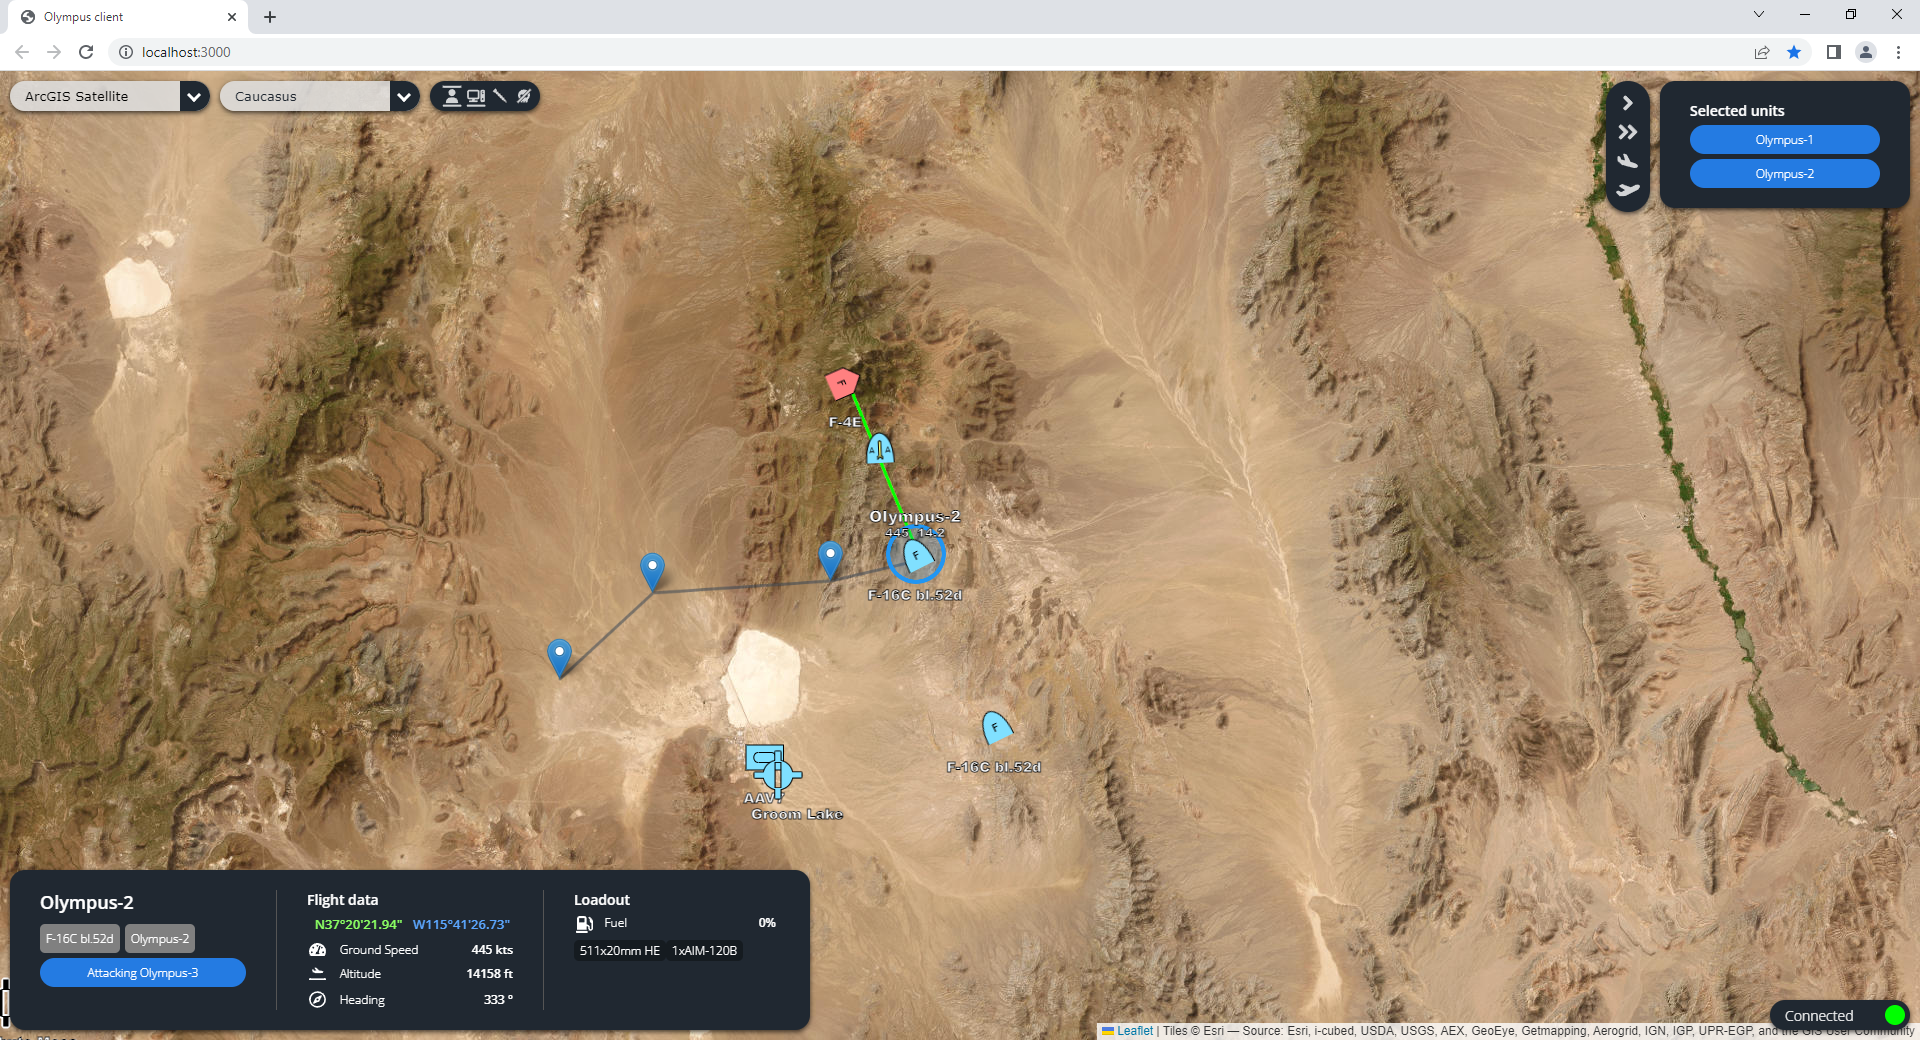 Olympus client
localhost:3000
ArcGIS Satellite
Caucasus
Selected units
Olympus-1
Olympus-2
F
F-4E
A A
Olympus-2
445 14.2
F
F-16C bl.52d
F
F-16C bl.52d
AAV
Groom Lake
Olympus-2
F-16C bl.52d Olympus-2
Attacking Olympus-3
Flight data
N37°20'21.94" W115°41'26.73"
Ground Speed 445 kts
Altitude 14158 ft
Heading 333 °
Loadout
Fuel 0%
511x20mm HE 1xAIM-120B
Connected
Leaflet | Tiles © Esri — Source: Esri, i-cubed, USDA, USGS, AEX, GeoEye, Getmapping, Aerogrid, IGN, IGP, UPR-EGP, and the GIS User Community